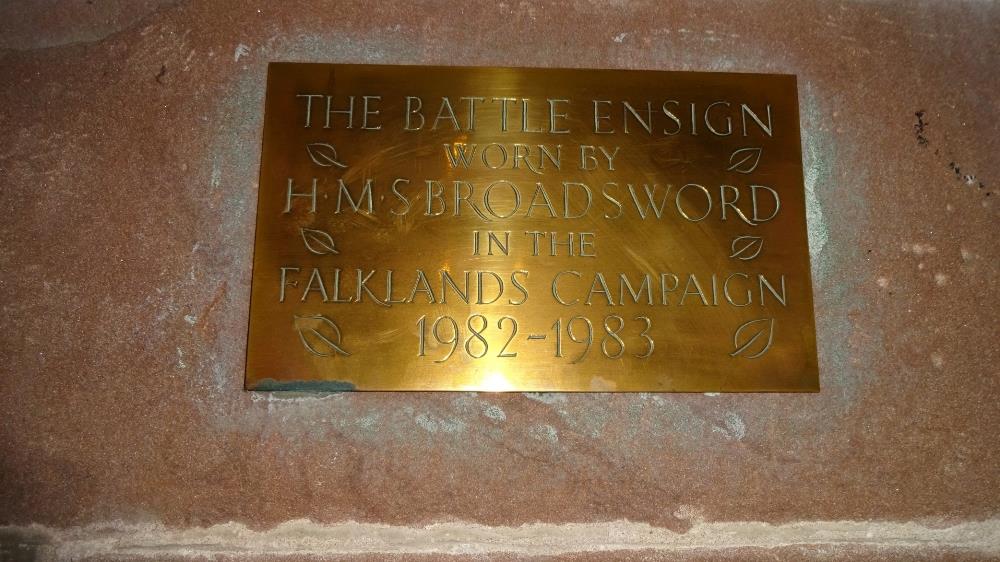 THE BATTLE ENSIGN
WORN BY
H·M·S·BROADSWORD
IN THE
FALKLANDS CAMPAIGN
1982-1983